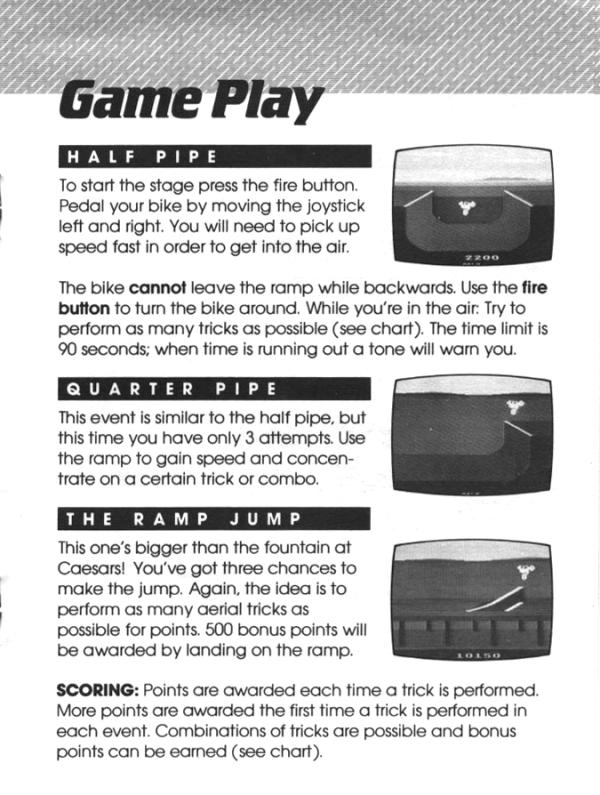 Game Play
HALF PIPE
To start the stage press the fire button.
Pedal your bike by moving the joystick
left and right. You will need to pick up
speed fast in order to get into the air.
2200
The bike cannot leave the ramp while backwards. Use the fire
button to turn the bike around. While you're in the air: Try to
perform as many tricks as possible (see chart). The time limit is
90 seconds; when time is running out a tone will warn you.
QUARTER PIPE
This event is similar to the half pipe, but
this time you have only 3 attempts. Use
the ramp to gain speed and concen-
trate on a certain trick or combo.
THE RAMP JUMP
This one's bigger than the fountain at
Caesars! You've got three chances to
make the jump. Again, the idea is to
perform as many aerial tricks as
possible for points. 500 bonus points will
be awarded by landing on the ramp.
10150
SCORING: Points are awarded each time a trick is performed.
More points are awarded the first time a trick is performed in
each event. Combinations of tricks are possible and bonus
points can be earned (see chart).